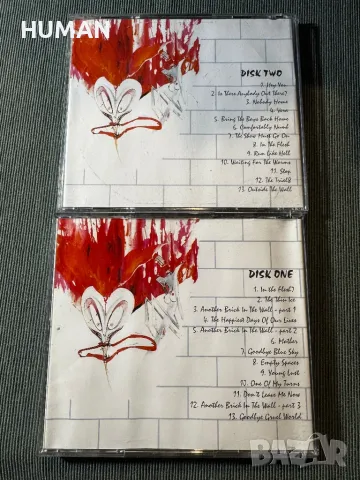 IMMENSE
DISK TWO
1. Hey You
2. Is There Anybody Out There?
3. Nobody Home
4. Vera
5. Bring The Boys Back Home
6. Comfortably Numb
7. The Show Must Go On
8. In The Flesh
9. Run Like Hell
10. Waiting For The Worms
11. Stop
12. The Trial8
13. Outside The Wall
DISK ONE
1. In the Flesh?
2. The Thin Ice
3. Another Brick In The Wall - part 1
4. The Happiest Days Of Our Lives
5. Another Brick In The Wall - part 2
6. Mother
7. Goodbye Blue Sky
8. Empty Spaces
9. Young Lust
10. One Of My Turns
11. Don't Leave Me Now
12. Another Brick In The Wall - part 3
13. Goodbye Gruel World
BAZAR